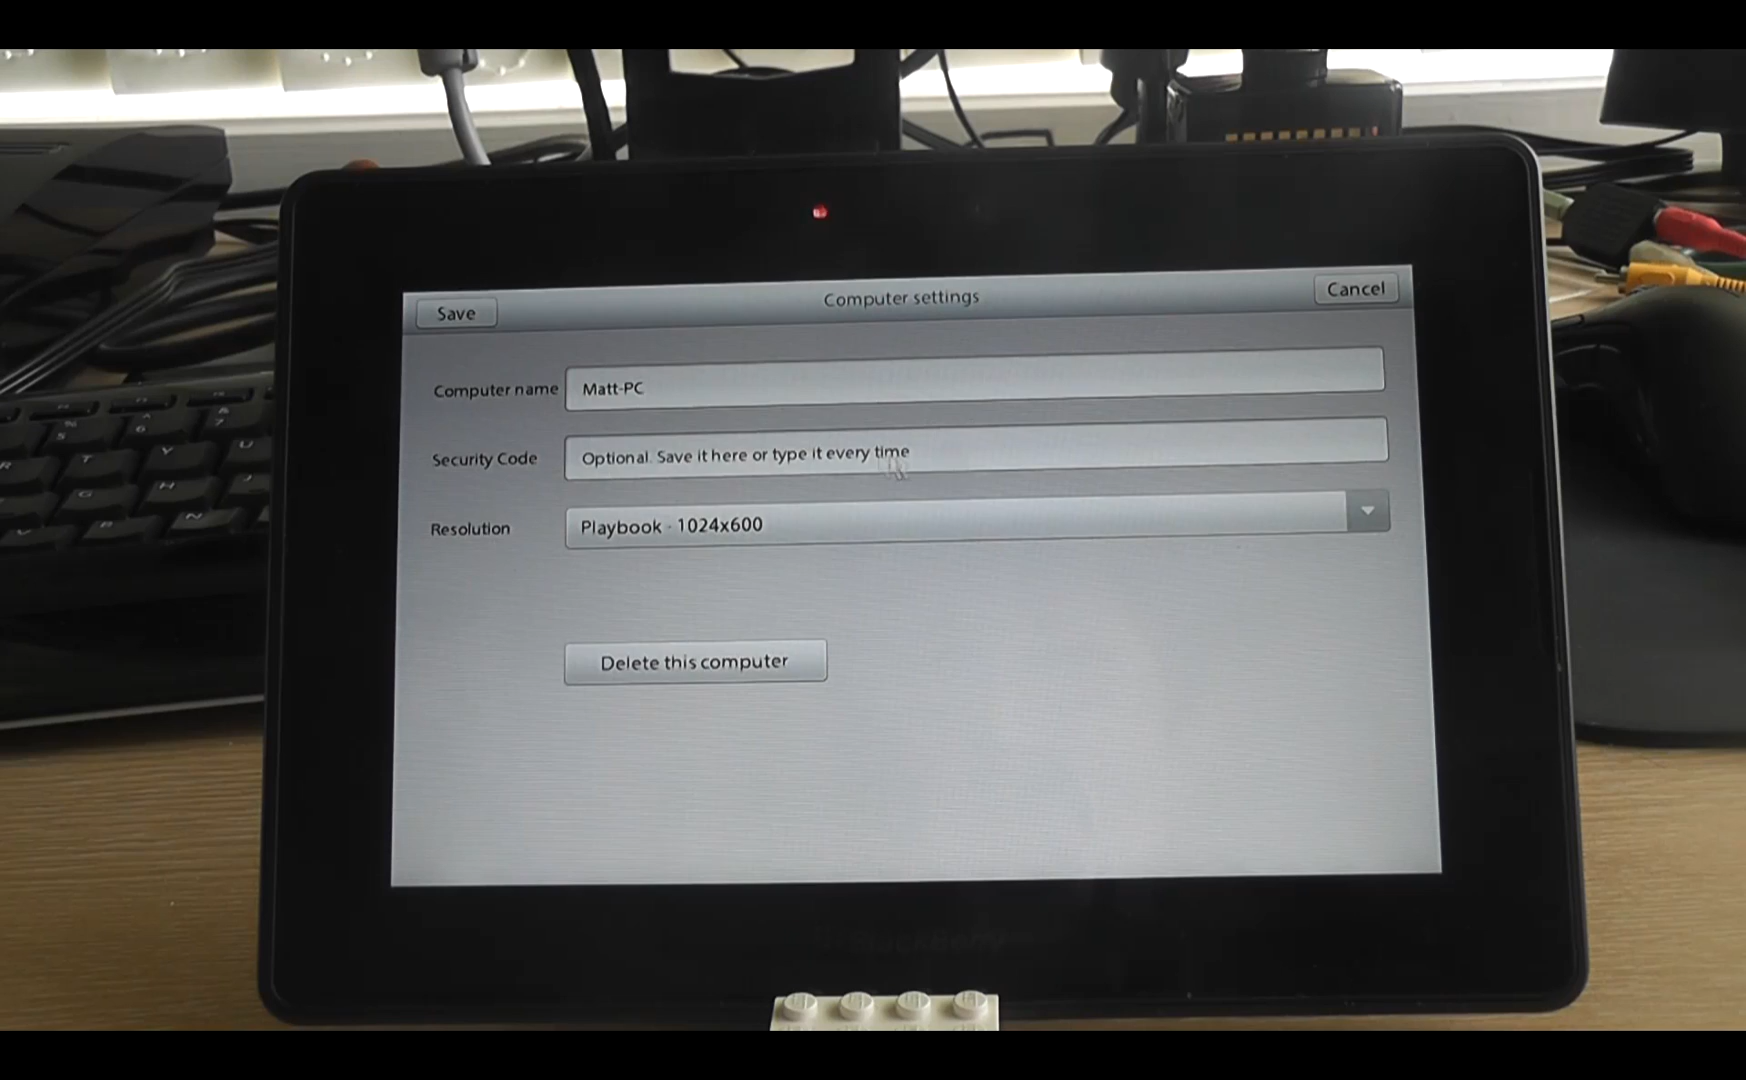 Save
Computer settings
Cancel
Computer name
Matt-PC
Security Code
Optional. Save it here or type it every time
Resolution
Playbook - 1024x600
Delete this computer
BlackBerry